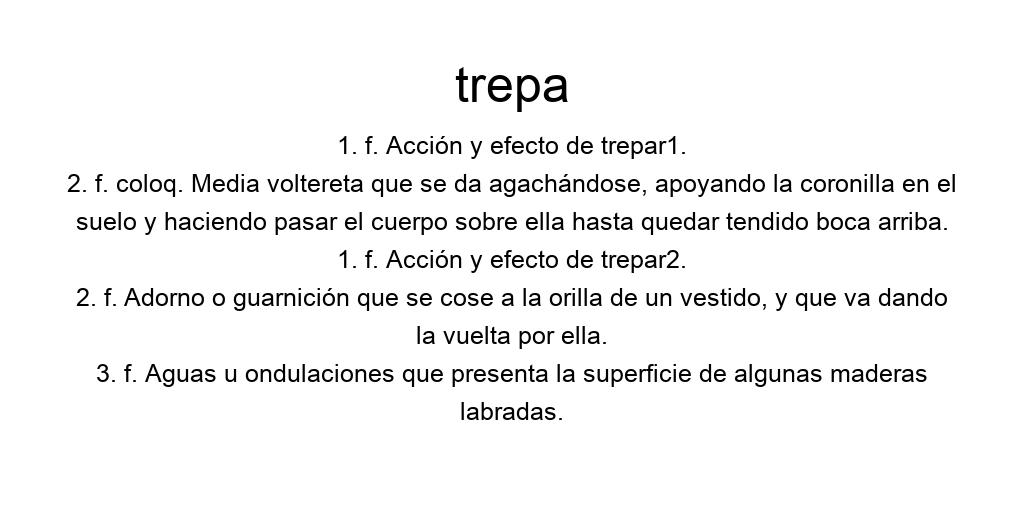 trepa
1. f. Acción y efecto de trepar1.
2. f. coloq. Media voltereta que se da agachándose, apoyando la coronilla en el
suelo y haciendo pasar el cuerpo sobre ella hasta quedar tendido boca arriba.
1. f. Acción y efecto de trepar2.
2. f. Adorno o guarnición que se cose a la orilla de un vestido, y que va dando
la vuelta por ella.
3. f. Aguas u ondulaciones que presenta la superficie de algunas maderas
labradas.